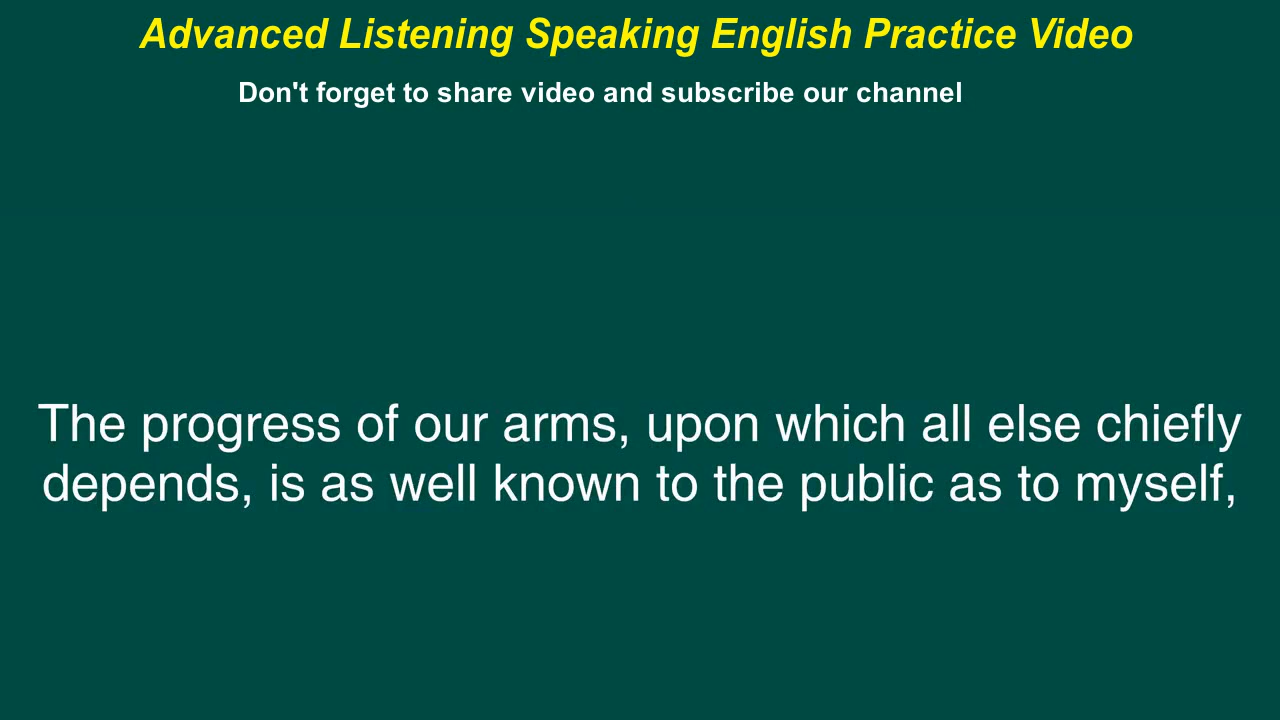 Advanced Listening Speaking English Practice Video
Don't forget to share video and subscribe our channel
The progress of our arms, upon which all else chiefly
depends, is as well known to the public as to myself,